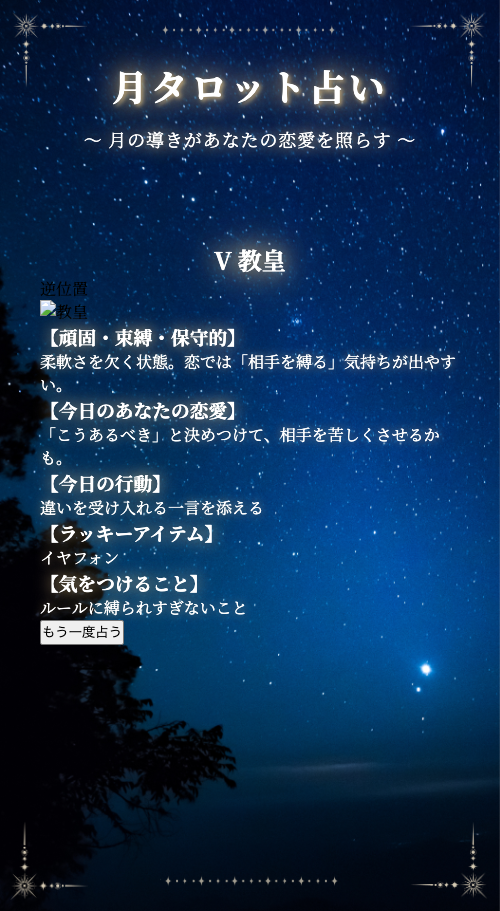 月タロット占い
〜 月の導きがあなたの恋愛を照らす 〜
V 教皇
逆位置
教皇
【頑固・束縛・保守的】
柔軟さを欠く状態。恋では「相手を縛る」気持ちが出やす
い。
【今日のあなたの恋愛】
「こうあるべき」と決めつけて、相手を苦しくさせるか
も。
【今日の行動】
違いを受け入れる一言を添える
【ラッキーアイテム】
イヤフォン
【気をつけること】
ルールに縛られすぎないこと
もう一度占う